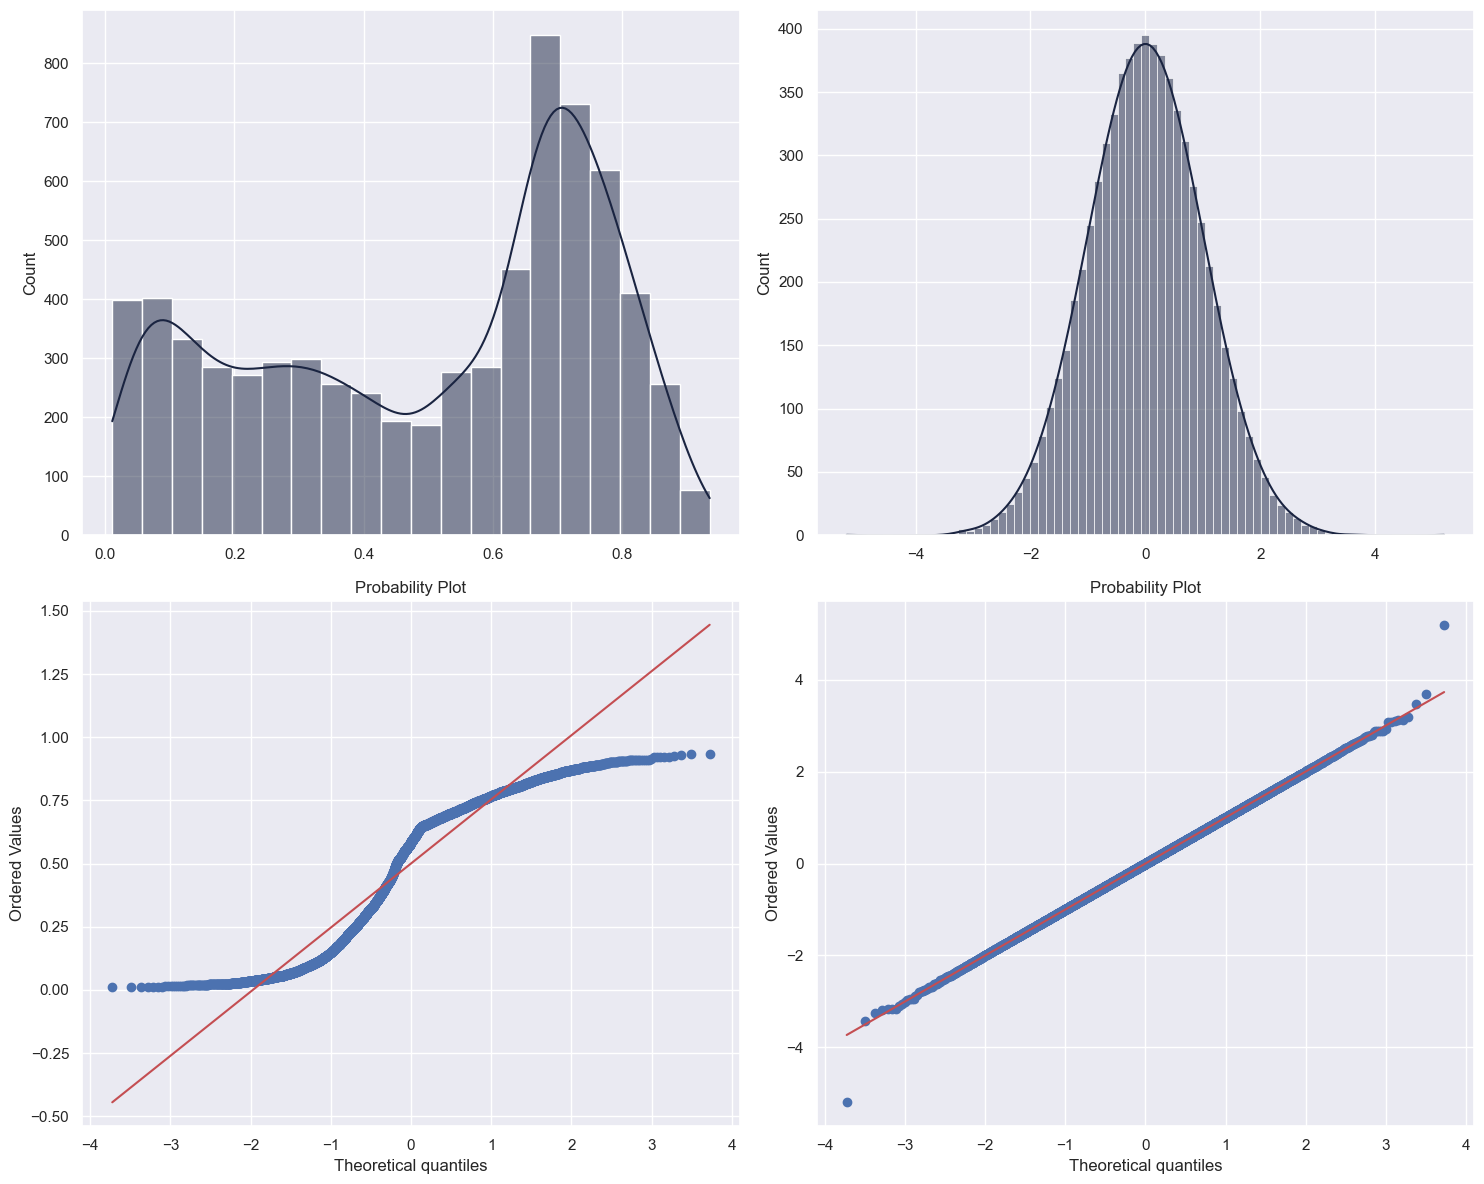 800
700
600
500
400
300
200
100
0
Count
0.0 0.2 0.4 0.6 0.8
400
350
300
250
200
150
100
50
0
Count
−4 −2 0 2 4
Probability Plot
1.50
1.25
1.00
0.75
0.50
0.25
0.00
−0.25
−0.50
Ordered Values
−4 −3 −2 −1 0 1 2 3 4
Theoretical quantiles
Probability Plot
4
2
0
−2
−4
Ordered Values
−4 −3 −2 −1 0 1 2 3 4
Theoretical quantiles